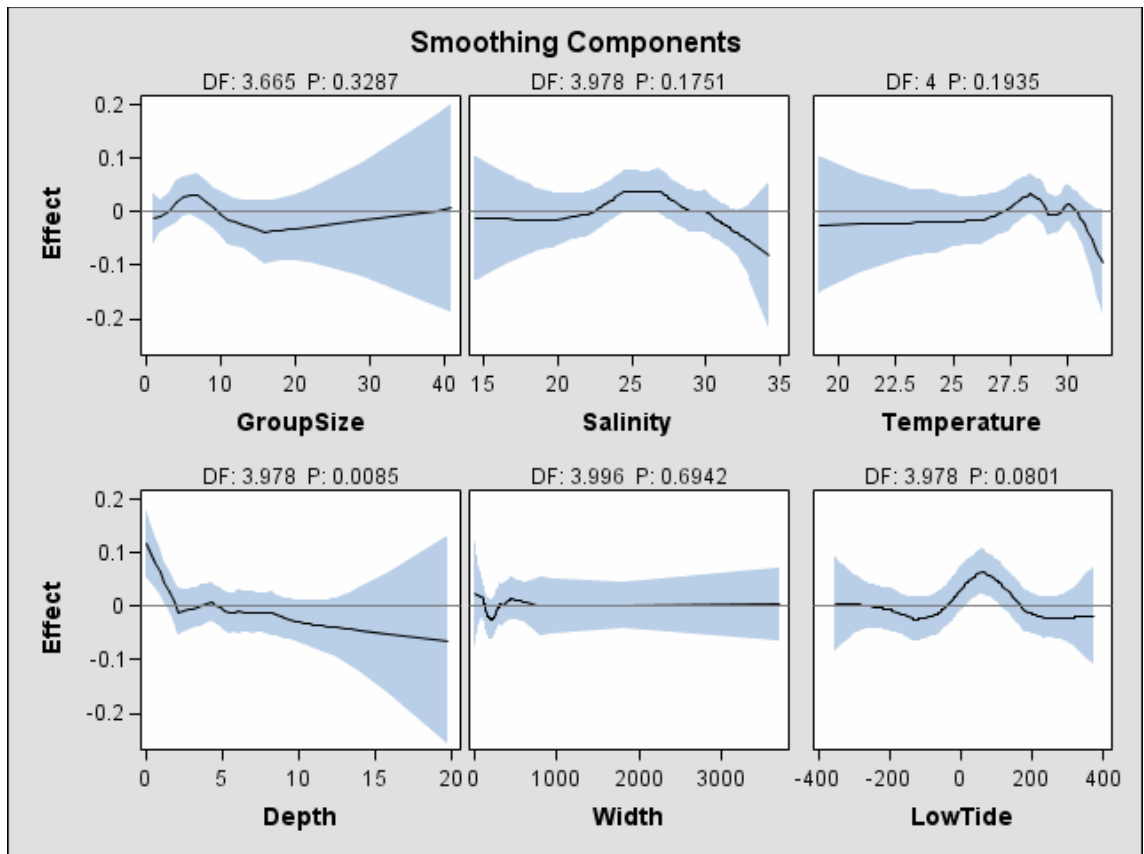 Smoothing Components
DF: 3.665 P: 0.3287 DF: 3.978 P: 0.1751 DF: 4 P: 0.1935
0.2
0.1
0
-0.1
-0.2
Effect
0 10 20 30 40 15 20 25 30 35 20 22.5 25 27.5 30
GroupSize Salinity Temperature
DF: 3.978 P: 0.0085 DF: 3.996 P: 0.6942 DF: 3.978 P: 0.0801
0.2
0.1
0
-0.1
-0.2
Effect
0 5 10 15 20 0 1000 2000 3000 -400 -200 0 200 400
Depth Width LowTide